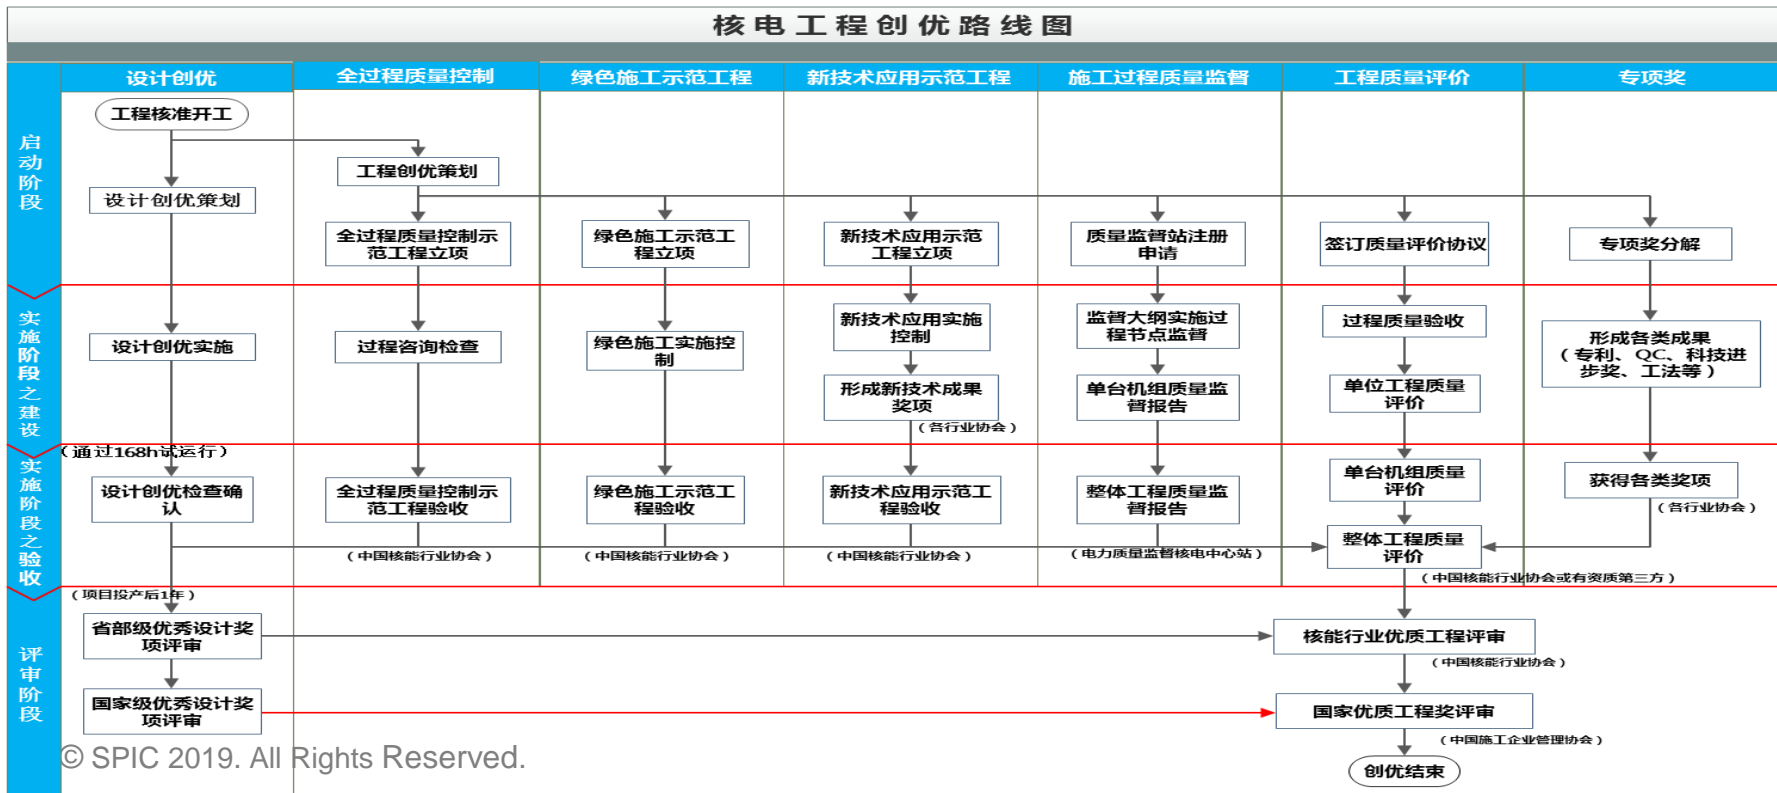 核电工程创优路线图
设计创优
全过程质量控制
绿色施工示范工程
新技术应用示范工程
施工过程质量监督
工程质量评价
专项奖
启动阶段
工程核准开工
工程创优策划
设计创优策划
全过程质量控制示
范工程立项
绿色施工示范工
程立项
新技术应用示范
工程立项
质量监督站注册
申请
签订质量评价协议
专项奖分解
实施阶段之建设
设计创优实施
过程咨询检查
绿色施工实施控
制
新技术应用实施
控制
形成新技术成果
奖项
（各行业协会）
监督大纲实施过
程节点监督
单台机组质量监
督报告
过程质量验收
单位工程质量
评价
形成各类成果
（专利、QC、科技进
步奖、工法等）
（通过168h试运行）
实施阶段之验收
设计创优检查确
认
全过程质量控制示
范工程验收
（中国核能行业协会）
绿色施工示范工
程验收
（中国核能行业协会）
新技术应用示范工
程验收
（中国核能行业协会）
整体工程质量监
督报告
（电力质量监督核电中心站）
单台机组质量
评价
整体工程质量
评价
（中国核能行业协会或有资质第三方）
获得各类奖项
（各行业协会）
（项目投产后1年）
评审阶段
省部级优秀设计奖
项评审
核能行业优质工程评审
（中国核能行业协会）
国家级优秀设计奖
项评审
国家优质工程奖评审
（中国施工企业管理协会）
创优结束
© SPIC 2019. All Rights Reserved.